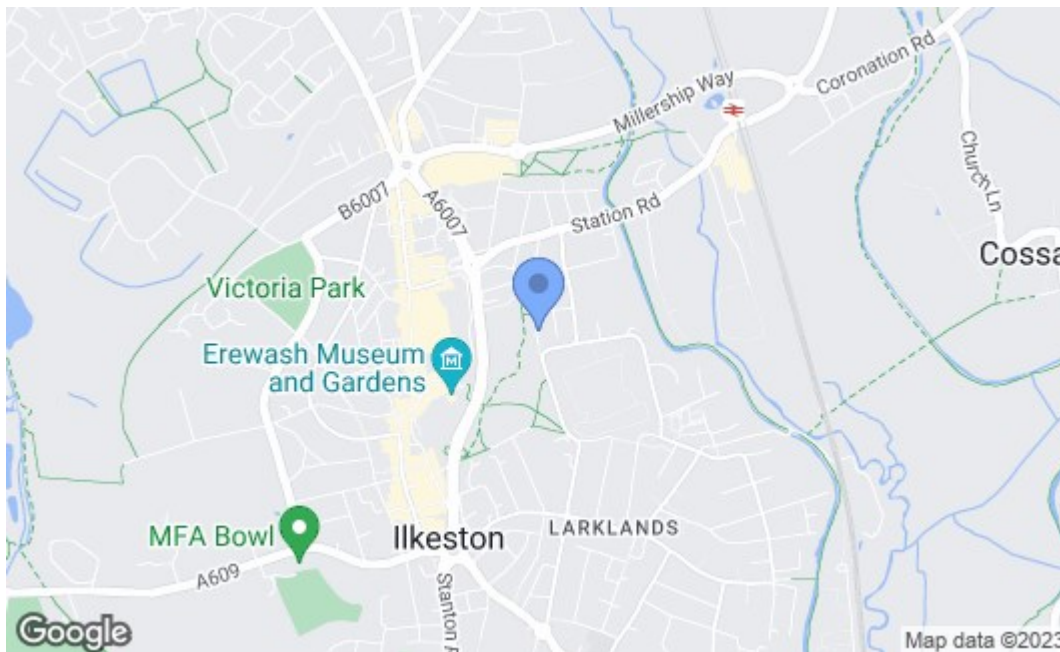 Millership Way
Coronation Rd
Church Ln
B6007
A6007
Station Rd
Cossa
Victoria Park
Erewash Museum
and Gardens
M
MFA Bowl
Ilkeston
LARKLANDS
A609
Stanton
Google
Map data ©2023